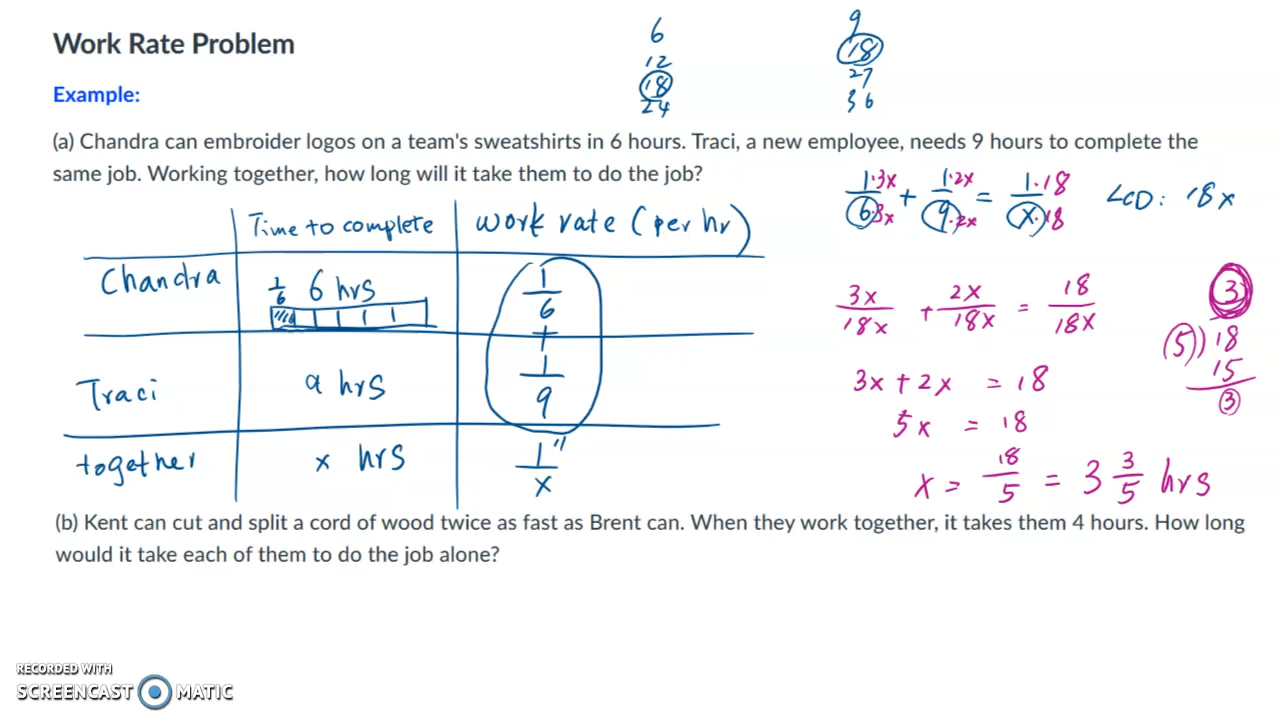 Work Rate Problem
6
12
18
24
9
18
27
36
Example:
(a) Chandra can embroider logos on a team's sweatshirts in 6 hours. Traci, a new employee, needs 9 hours to complete the
same job. Working together, how long will it take them to do the job?
Time to complete work rate (per hr)
Chandra 1/6 6 hrs 1/6
+
Traci 9 hrs 1/9
"
together x hrs 1/x
1·3x/6·3x + 1·2x/9·2x = 1·18/x·18 LCD: 18x
3x/18x + 2x/18x = 18/18x
3x + 2x = 18
5x = 18
x = 18/5 = 3 3/5 hrs
3
5)) 18
15
3
(b) Kent can cut and split a cord of wood twice as fast as Brent can. When they work together, it takes them 4 hours. How long
would it take each of them to do the job alone?
RECORDED WITH
SCREENCAST MATIC